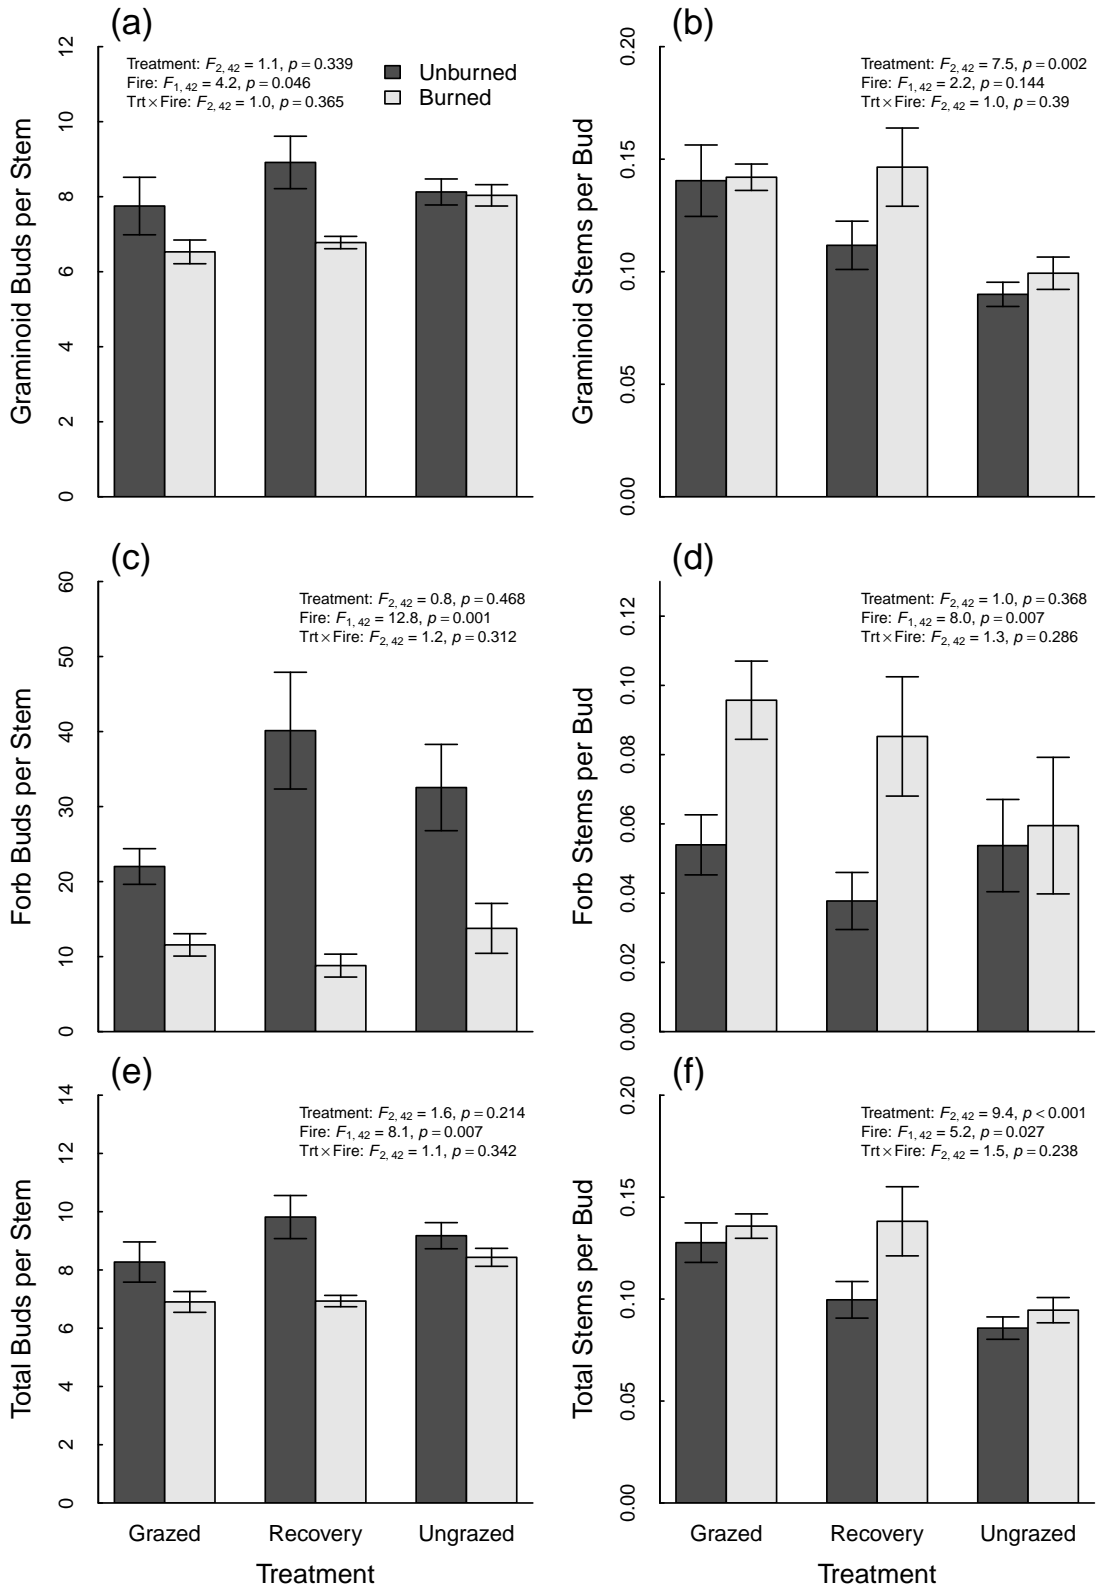 (a)
Treatment: F2, 42 = 1.1, p = 0.339
Fire: F1, 42 = 4.2, p = 0.046
Trt × Fire: F2, 42 = 1.0, p = 0.365
Unburned
Burned
Graminoid Buds per Stem
0
2
4
6
8
10
12
(b)
Treatment: F2, 42 = 7.5, p = 0.002
Fire: F1, 42 = 2.2, p = 0.144
Trt × Fire: F2, 42 = 1.0, p = 0.39
Graminoid Stems per Bud
0.00
0.05
0.10
0.15
0.20
(c)
Treatment: F2, 42 = 0.8, p = 0.468
Fire: F1, 42 = 12.8, p = 0.001
Trt × Fire: F2, 42 = 1.2, p = 0.312
Forb Buds per Stem
0
10
20
30
40
50
60
(d)
Treatment: F2, 42 = 1.0, p = 0.368
Fire: F1, 42 = 8.0, p = 0.007
Trt × Fire: F2, 42 = 1.3, p = 0.286
Forb Stems per Bud
0.00
0.02
0.04
0.06
0.08
0.10
0.12
(e)
Treatment: F2, 42 = 1.6, p = 0.214
Fire: F1, 42 = 8.1, p = 0.007
Trt × Fire: F2, 42 = 1.1, p = 0.342
Total Buds per Stem
0
2
4
6
8
10
12
14
Grazed
Recovery
Ungrazed
Treatment
(f)
Treatment: F2, 42 = 9.4, p < 0.001
Fire: F1, 42 = 5.2, p = 0.027
Trt × Fire: F2, 42 = 1.5, p = 0.238
Total Stems per Bud
0.00
0.05
0.10
0.15
0.20
Grazed
Recovery
Ungrazed
Treatment